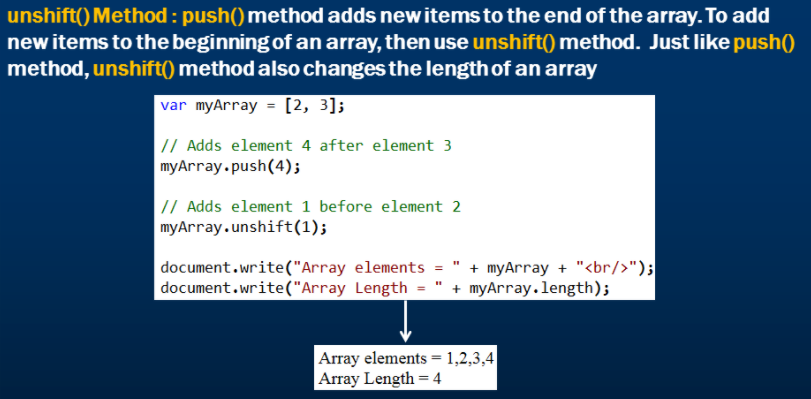 unshift() Method : push() method adds new items to the end of the array. To add
new items to the beginning of an array, then use unshift() method. Just like push()
method, unshift() method also changes the length of an array
var myArray = [2, 3];
// Adds element 4 after element 3
myArray.push(4);
// Adds element 1 before element 2
myArray.unshift(1);
document.write("Array elements = " + myArray + "<br/>");
document.write("Array Length = " + myArray.length);
Array elements = 1,2,3,4
Array Length = 4